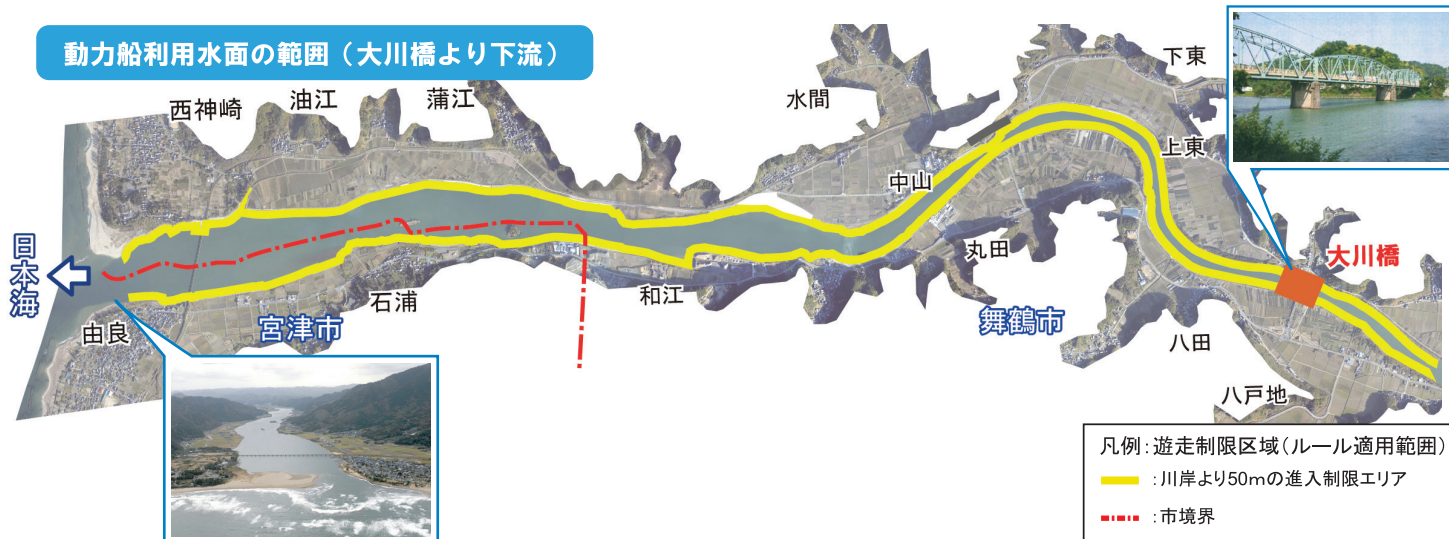 動力船利用水面の範囲（大川橋より下流）
西神崎
油江
蒲江
水間
下東
上東
中山
丸田
大川橋
日本海
由良
宮津市
石浦
和江
舞鶴市
八田
八戸地
凡例：遊走制限区域（ルール適用範囲）
：川岸より50mの進入制限エリア
：市境界